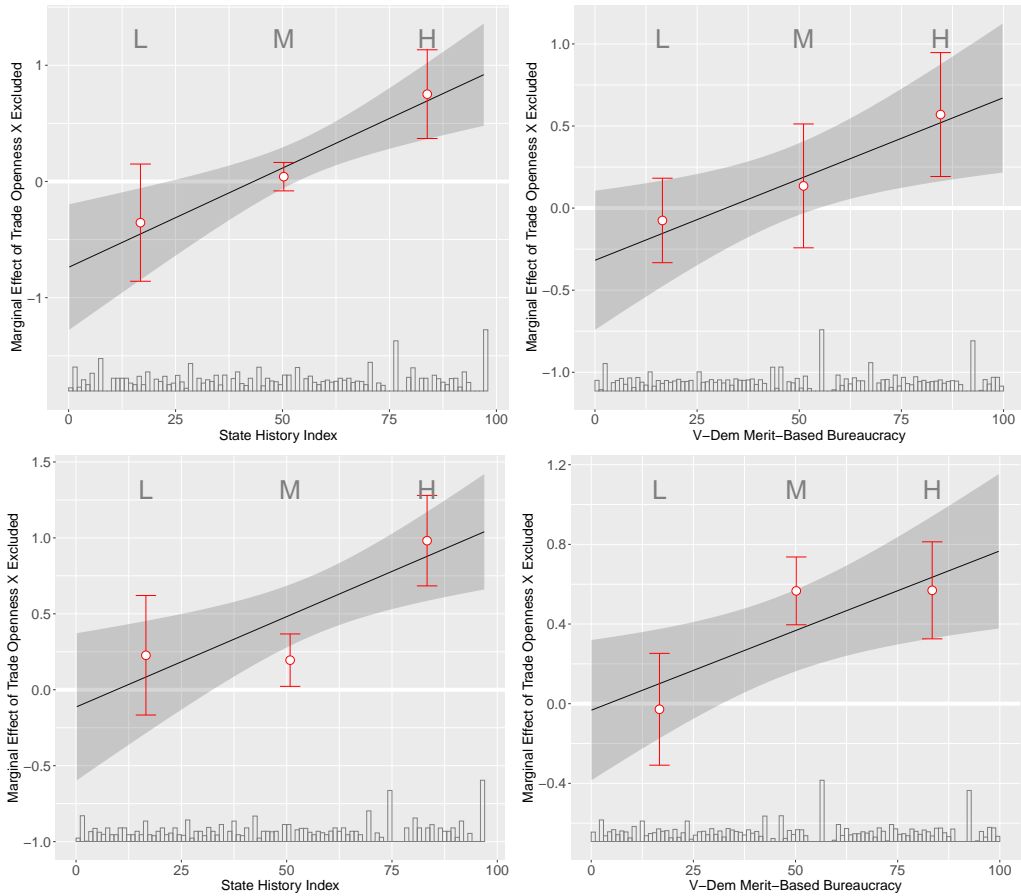 L M H
Marginal Effect of Trade Openness X Excluded
1
0
−1
0 25 50 75 100
State History Index
L M H
Marginal Effect of Trade Openness X Excluded
1.0
0.5
0.0
−0.5
−1.0
0 25 50 75 100
V−Dem Merit−Based Bureaucracy
L M H
Marginal Effect of Trade Openness X Excluded
1.5
1.0
0.5
0.0
−0.5
−1.0
0 25 50 75 100
State History Index
L M H
Marginal Effect of Trade Openness X Excluded
1.2
0.8
0.4
0.0
−0.4
0 25 50 75 100
V−Dem Merit−Based Bureaucracy